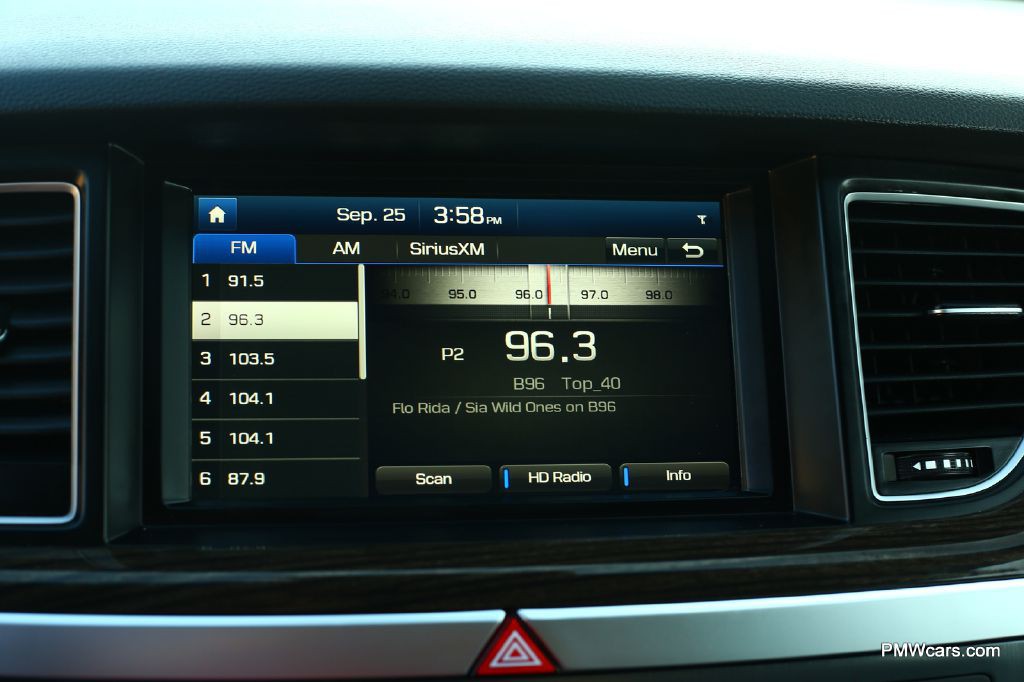 Sep. 25 3:58PM
FM AM SiriusXM Menu
1 91.5
2 96.3
3 103.5
4 104.1
5 104.1
6 87.9
94.0 95.0 96.0 97.0 98.0
P2 96.3
B96 Top_40
Flo Rida / Sia Wild Ones on B96
Scan HD Radio Info
PMWcars.com